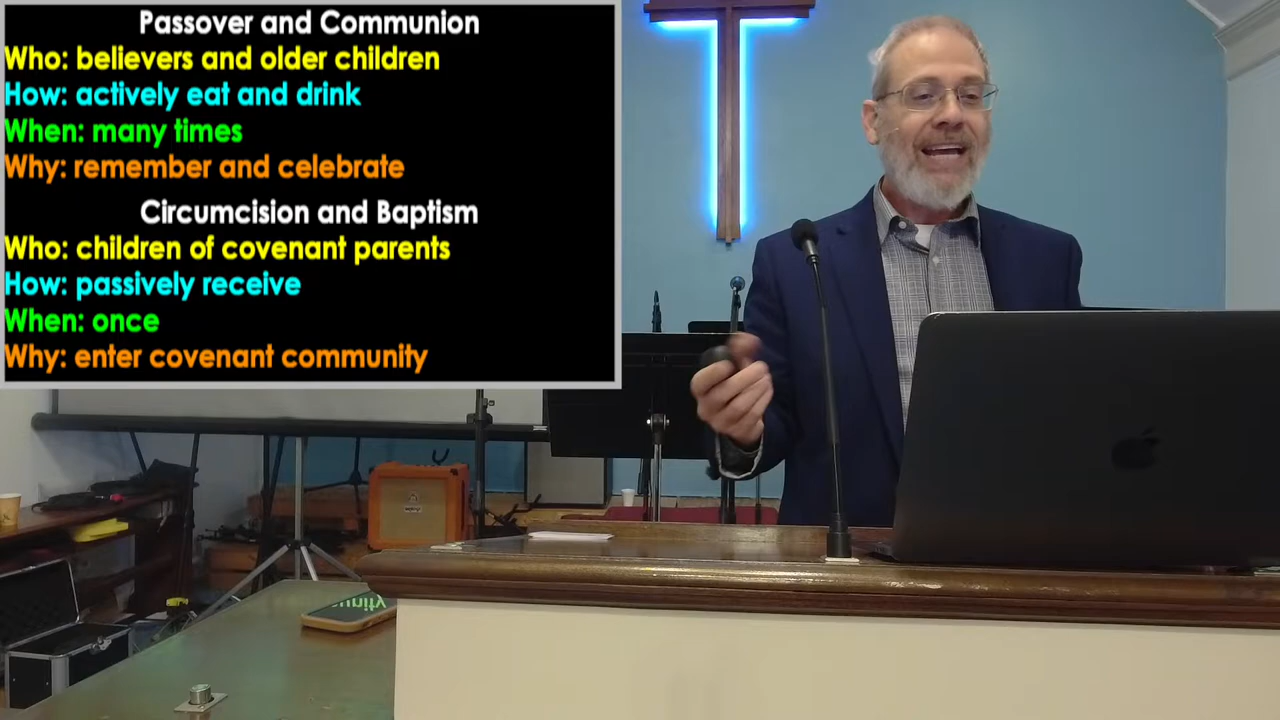 Passover and Communion
Who: believers and older children
How: actively eat and drink
When: many times
Why: remember and celebrate
Circumcision and Baptism
Who: children of covenant parents
How: passively receive
When: once
Why: enter covenant community